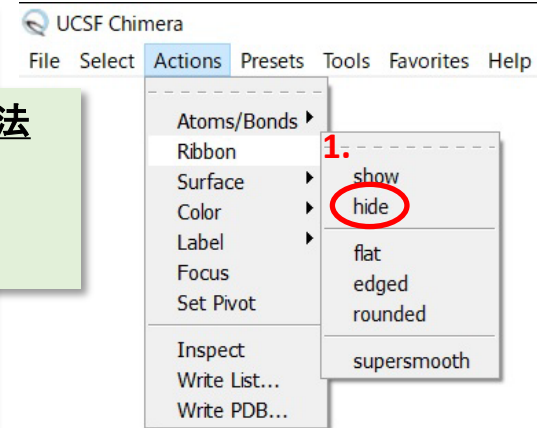 UCSF Chimera
File Select Actions Presets Tools Favorites Help
法
Atoms/Bonds
Ribbon
Surface
Color
Label
Focus
Set Pivot
Inspect
Write List...
Write PDB...
1.
show
hide
flat
edged
rounded
supersmooth